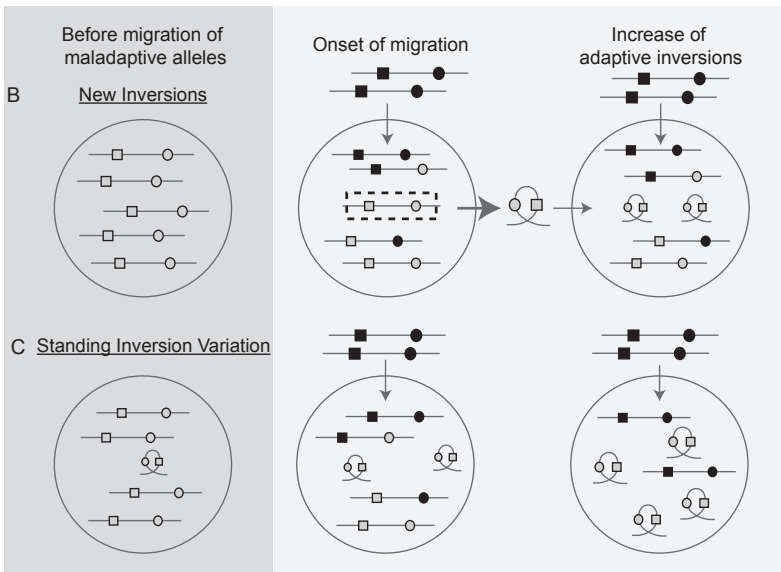 Before migration of
maladaptive alleles
Onset of migration
Increase of
adaptive inversions
B
New Inversions
C
Standing Inversion Variation